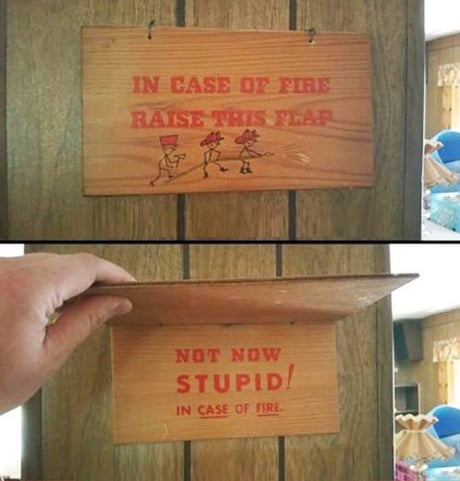 IN CASE OF FIRE
RAISE THIS FLAP
NOT NOW
STUPID!
IN CASE OF FIRE.